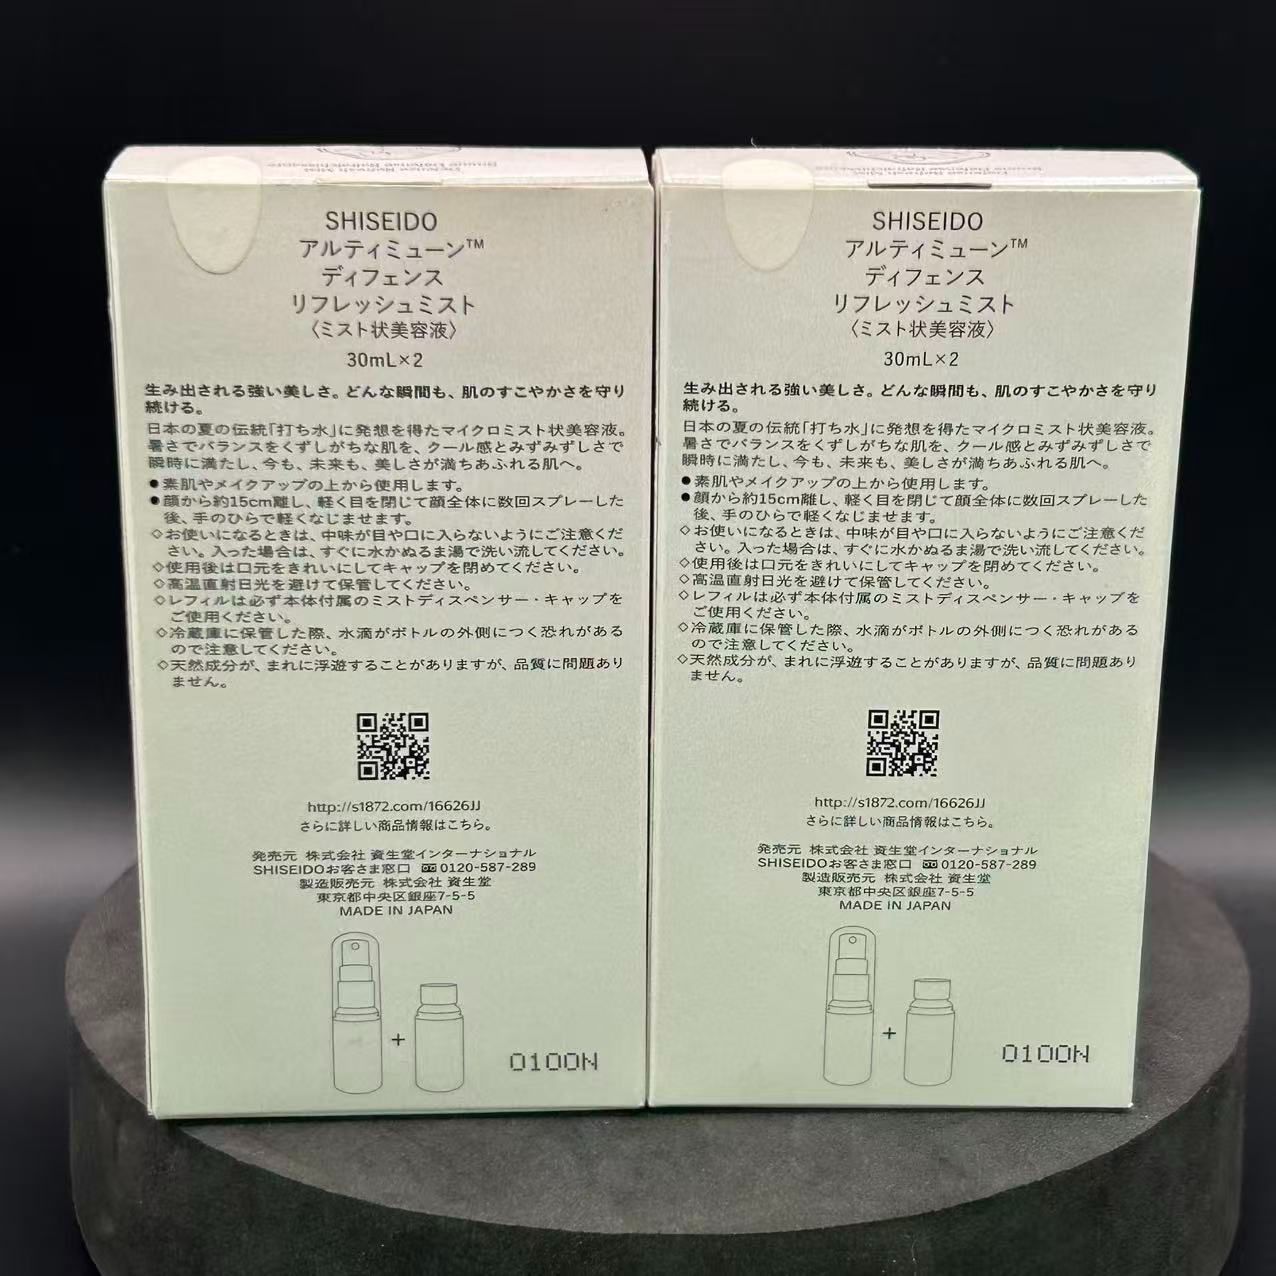 SHISEIDO
アルティミューン™
ディフェンス
リフレッシュミスト
〈ミスト状美容液〉
30mL×2
生み出される強い美しさ。どんな瞬間も、肌のすこやかさを守り
続ける。
日本の夏の伝統「打ち水」に発想を得たマイクロミスト状美容液。
暑さでバランスをくずしがちな肌を、クール感とみずみずしさで
瞬時に満たし、今も、未来も、美しさが満ちあふれる肌へ。
●素肌やメイクアップの上から使用します。
●顔から約15cm離し、軽く目を閉じて顔全体に数回スプレーした
後、手のひらで軽くなじませます。
◇お使いになるときは、中味が目や口に入らないようにご注意くだ
さい。入った場合は、すぐに水かぬるま湯で洗い流してください。
◇使用後は口元をきれいにしてキャップを閉めてください。
◇高温直射日光を避けて保管してください。
◇レフィルは必ず本体付属のミストディスペンサー・キャップを
ご使用ください。
◇冷蔵庫に保管した際、水滴がボトルの外側につく恐れがある
ので注意してください。
◇天然成分が、まれに浮遊することがありますが、品質に問題あり
ません。
http://s1872.com/16626JJ
さらに詳しい商品情報はこちら。
発売元 株式会社 資生堂インターナショナル
SHISEIDOお客さま窓口 0120-587-289
製造販売元 株式会社 資生堂
東京都中央区銀座7-5-5
MADE IN JAPAN
+
0100N
SHISEIDO
アルティミューン™
ディフェンス
リフレッシュミスト
〈ミスト状美容液〉
30mL×2
生み出される強い美しさ。どんな瞬間も、肌のすこやかさを守り
続ける。
日本の夏の伝統「打ち水」に発想を得たマイクロミスト状美容液。
暑さでバランスをくずしがちな肌を、クール感とみずみずしさで
瞬時に満たし、今も、未来も、美しさが満ちあふれる肌へ。
●素肌やメイクアップの上から使用します。
●顔から約15cm離し、軽く目を閉じて顔全体に数回スプレーした
後、手のひらで軽くなじませます。
◇お使いになるときは、中味が目や口に入らないようにご注意くだ
さい。入った場合は、すぐに水かぬるま湯で洗い流してください。
◇使用後は口元をきれいにしてキャップを閉めてください。
◇高温直射日光を避けて保管してください。
◇レフィルは必ず本体付属のミストディスペンサー・キャップを
ご使用ください。
◇冷蔵庫に保管した際、水滴がボトルの外側につく恐れがある
ので注意してください。
◇天然成分が、まれに浮遊することがありますが、品質に問題あり
ません。
http://s1872.com/16626JJ
さらに詳しい商品情報はこちら。
発売元 株式会社 資生堂インターナショナル
SHISEIDOお客さま窓口 0120-587-289
製造販売元 株式会社 資生堂
東京都中央区銀座7-5-5
MADE IN JAPAN
+
0100N